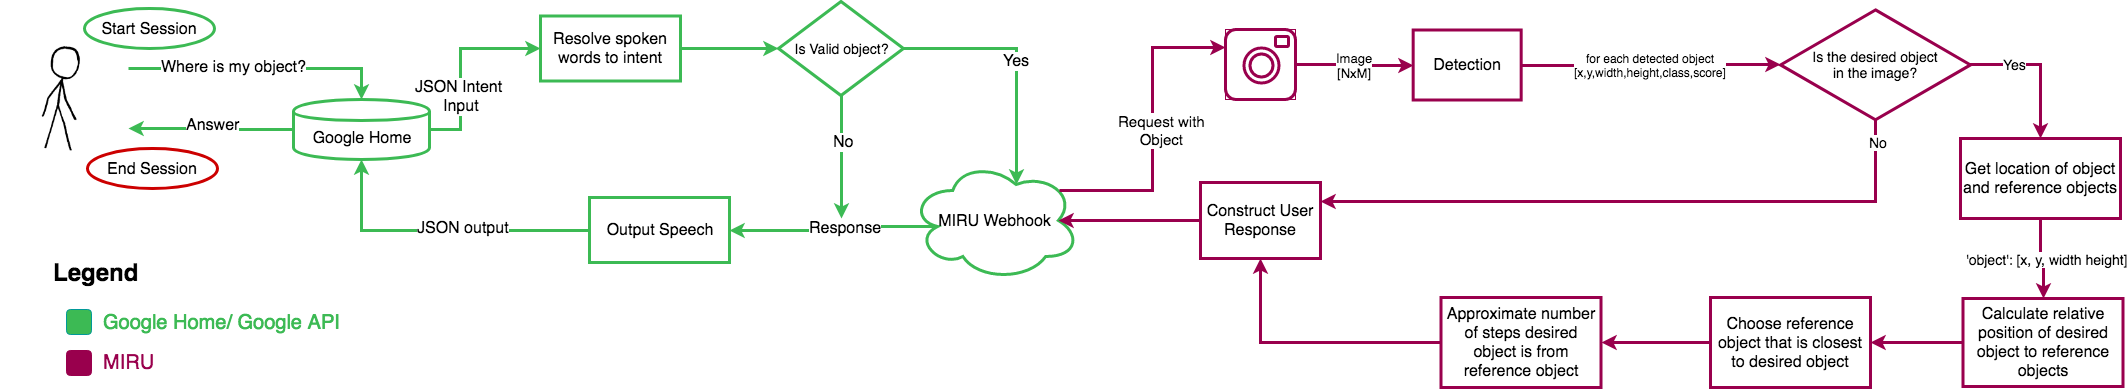 Start Session
Where is my object?
Answer
End Session
Google Home
JSON Intent
Input
Resolve spoken
words to intent
Is Valid object?
Yes
No
MIRU Webhook
Response
Output Speech
JSON output
Request with
Object
Image
[NxM]
Detection
for each detected object
[x,y,width,height,class,score]
Is the desired object
in the image?
Yes
No
Get location of object
and reference objects
'object': [x, y, width height]
Calculate relative
position of desired
object to reference
objects
Choose reference
object that is closest
to desired object
Approximate number
of steps desired
object is from
reference object
Construct User
Response
Legend
Google Home/ Google API
MIRU